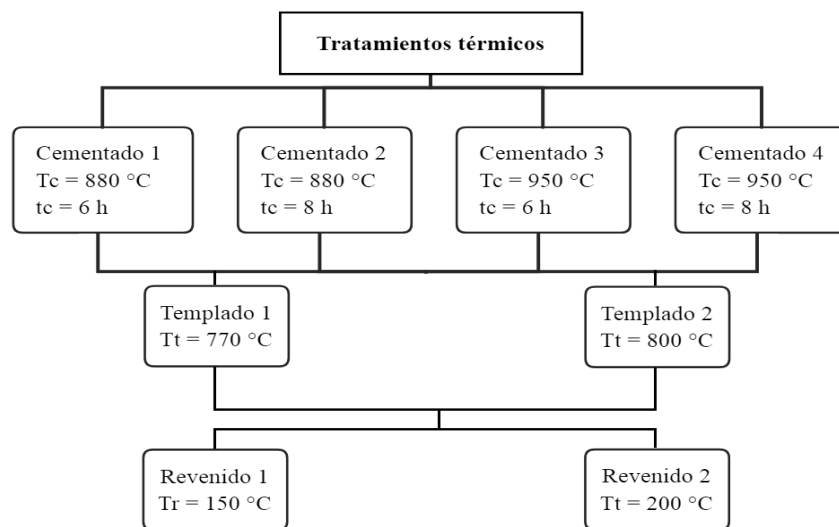 Tratamientos térmicos
Cementado 1
Tc = 880 °C
tc = 6 h
Cementado 2
Tc = 880 °C
tc = 8 h
Cementado 3
Tc = 950 °C
tc = 6 h
Cementado 4
Tc = 950 °C
tc = 8 h
Templado 1
Tt = 770 °C
Templado 2
Tt = 800 °C
Revenido 1
Tr = 150 °C
Revenido 2
Tt = 200 °C